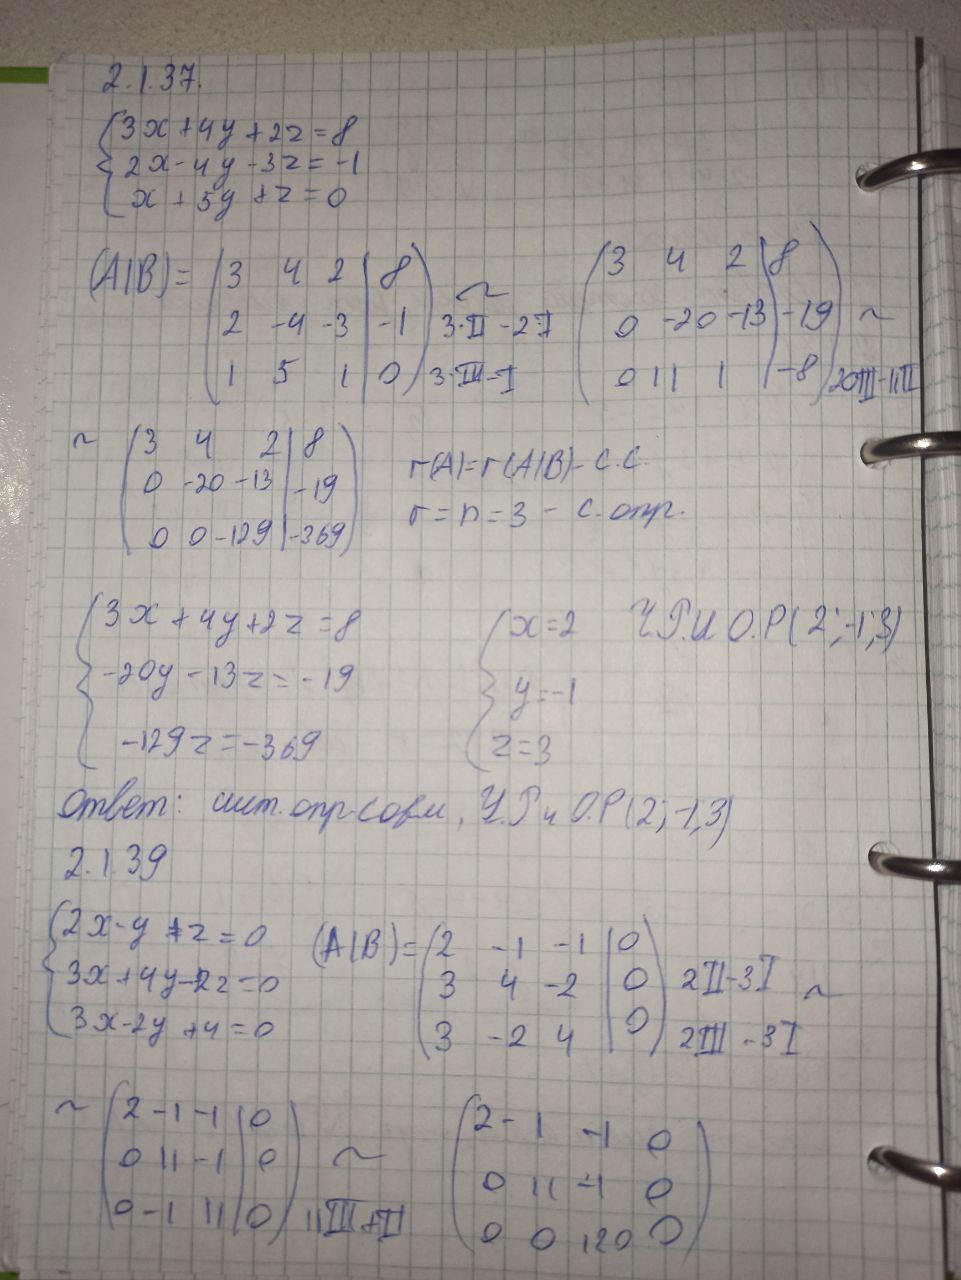 2.1.37.
{3x+4y+2z=8
2x-4y-3z=-1
x+5y+z=0
(A|B)= (3 4 2 | 8) ~ (3 4 2 | 8)
(2 -4 -3 | -1) 3·II-2·I (0 -20 -13 | -19) ~
(1 5 1 | 0) 3·III-I (0 11 1 | -8) 20III-11II
~ (3 4 2 | 8) r(A)=r(A|B)- с.с.
(0 -20 -13 | -19) r=n=3 - с. опр.
(0 0 -129 | -369)
{3x+4y+2z=8 {x=2 Ч.Р.И О.Р(2;-1;3)
-20y-13z=-19 y=-1
-129z=-369 z=3
Ответ: сист. опр. совм, Ч.Р и О.Р(2;-1;3)
2.1.39
{2x-y+z=0 (A|B)= (2 -1 -1 | 0)
3x+4y-2z=0 (3 4 -2 | 0) 2II-3I ~
3x-2y+4=0 (3 -2 4 | 0) 2III-3I
~ (2 -1 -1 | 0) (2 -1 -1 0)
(0 11 -1 | 0) ~ (0 11 -1 0)
(0 -1 11 | 0) 11III+II (0 0 120 0)